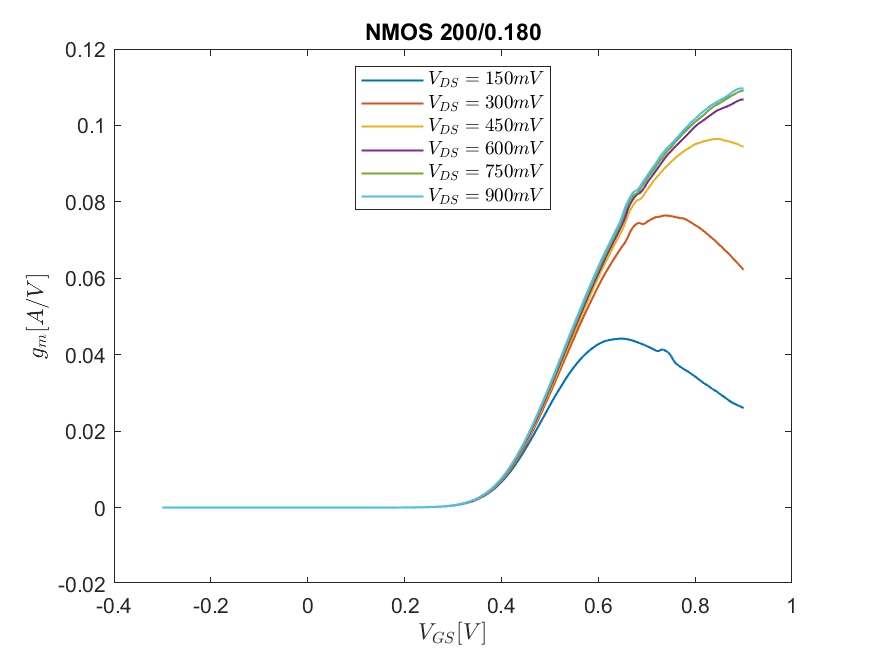 NMOS 200/0.180
0.12
0.1
0.08
0.06
0.04
0.02
0
-0.02
g_m[A/V]
V_DS = 150mV
V_DS = 300mV
V_DS = 450mV
V_DS = 600mV
V_DS = 750mV
V_DS = 900mV
-0.4 -0.2 0 0.2 0.4 0.6 0.8 1
V_GS[V]